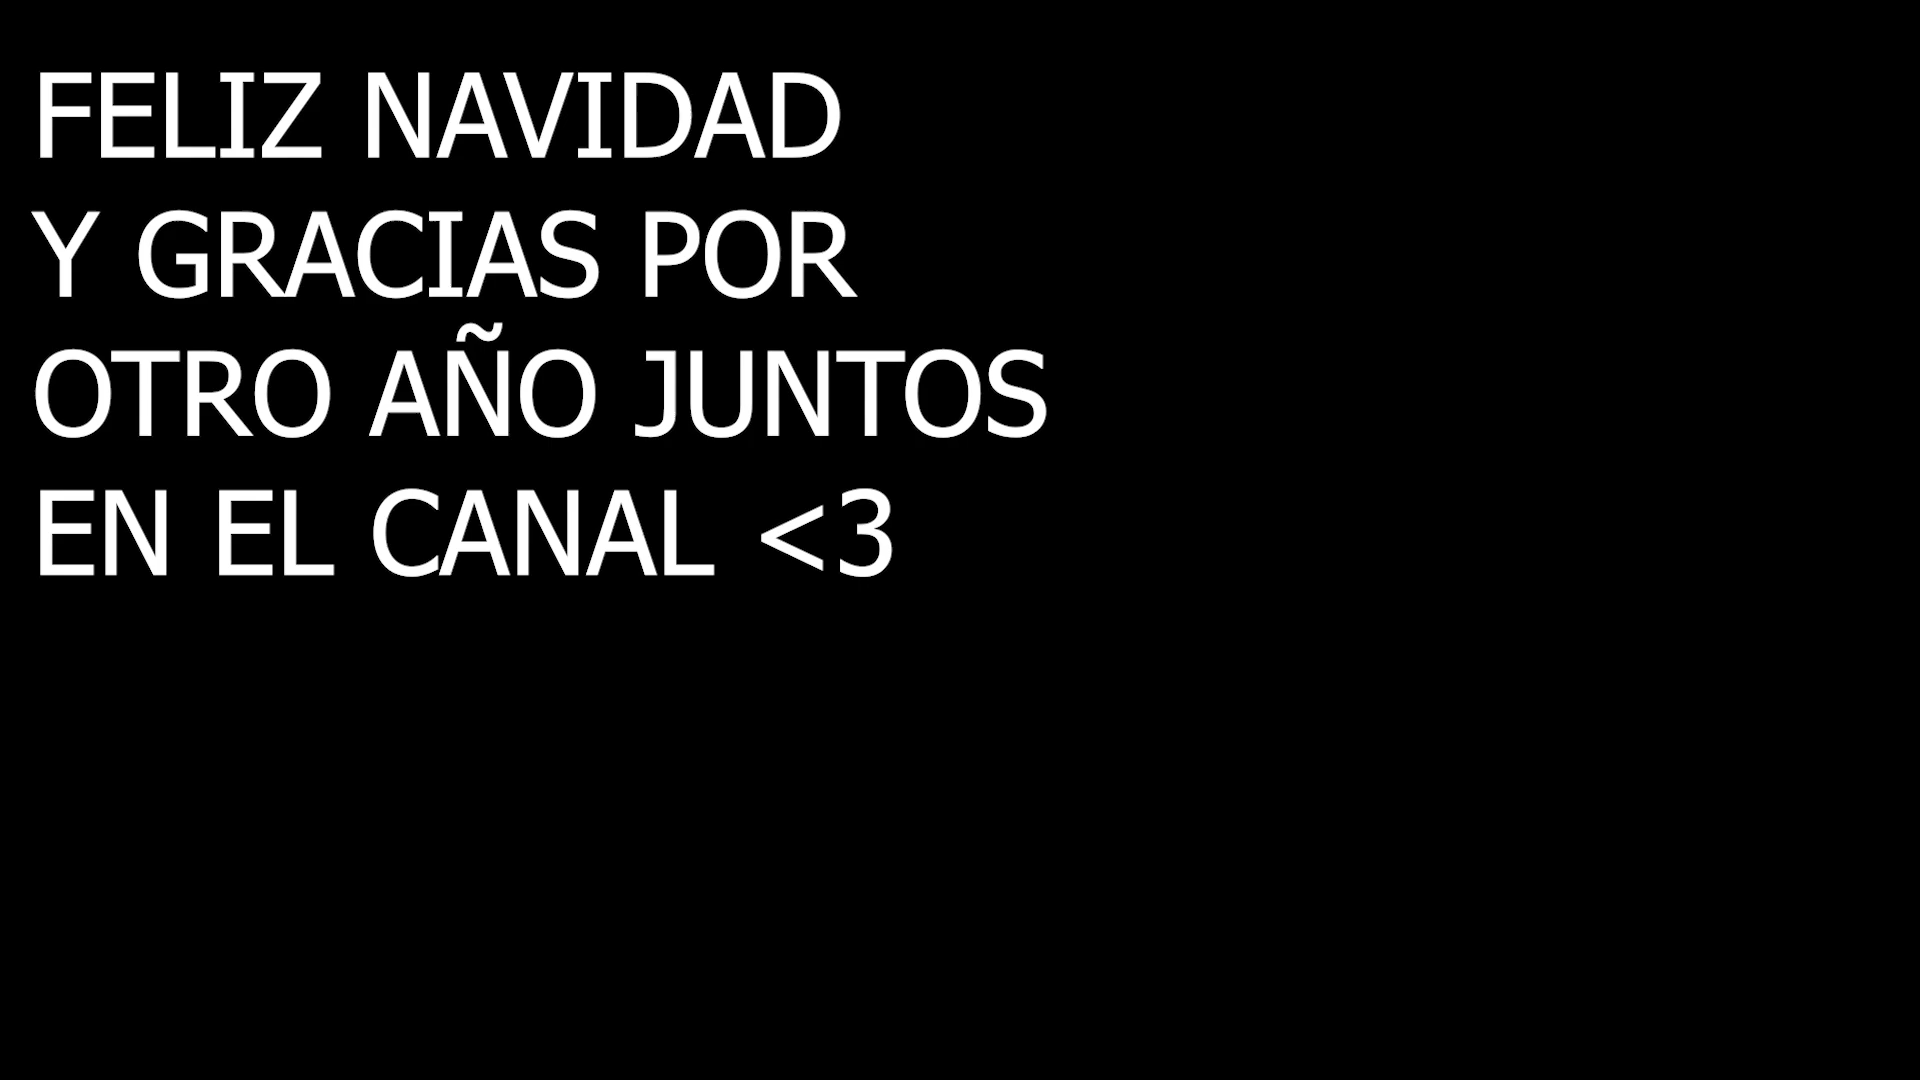 FELIZ NAVIDAD
Y GRACIAS POR
OTRO AÑO JUNTOS
EN EL CANAL <3